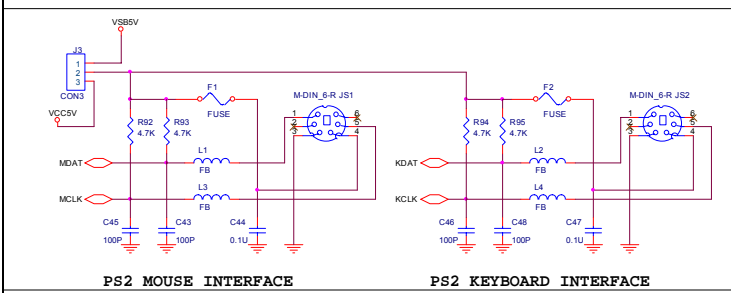 VSB5V
J3
1
2
3
CON3
VCC5V
F1
FUSE
M-DIN_6-R JS1
F2
FUSE
M-DIN_6-R JS2
R92
4.7K
R93
4.7K
1
2
3
6
5
4
R94
4.7K
R95
4.7K
1
2
3
6
5
4
MDAT
L1
FB
KDAT
L2
FB
MCLK
L3
FB
KCLK
L4
FB
C45
100P
C43
100P
C44
0.1U
C46
100P
C48
100P
C47
0.1U
PS2 MOUSE INTERFACE
PS2 KEYBOARD INTERFACE